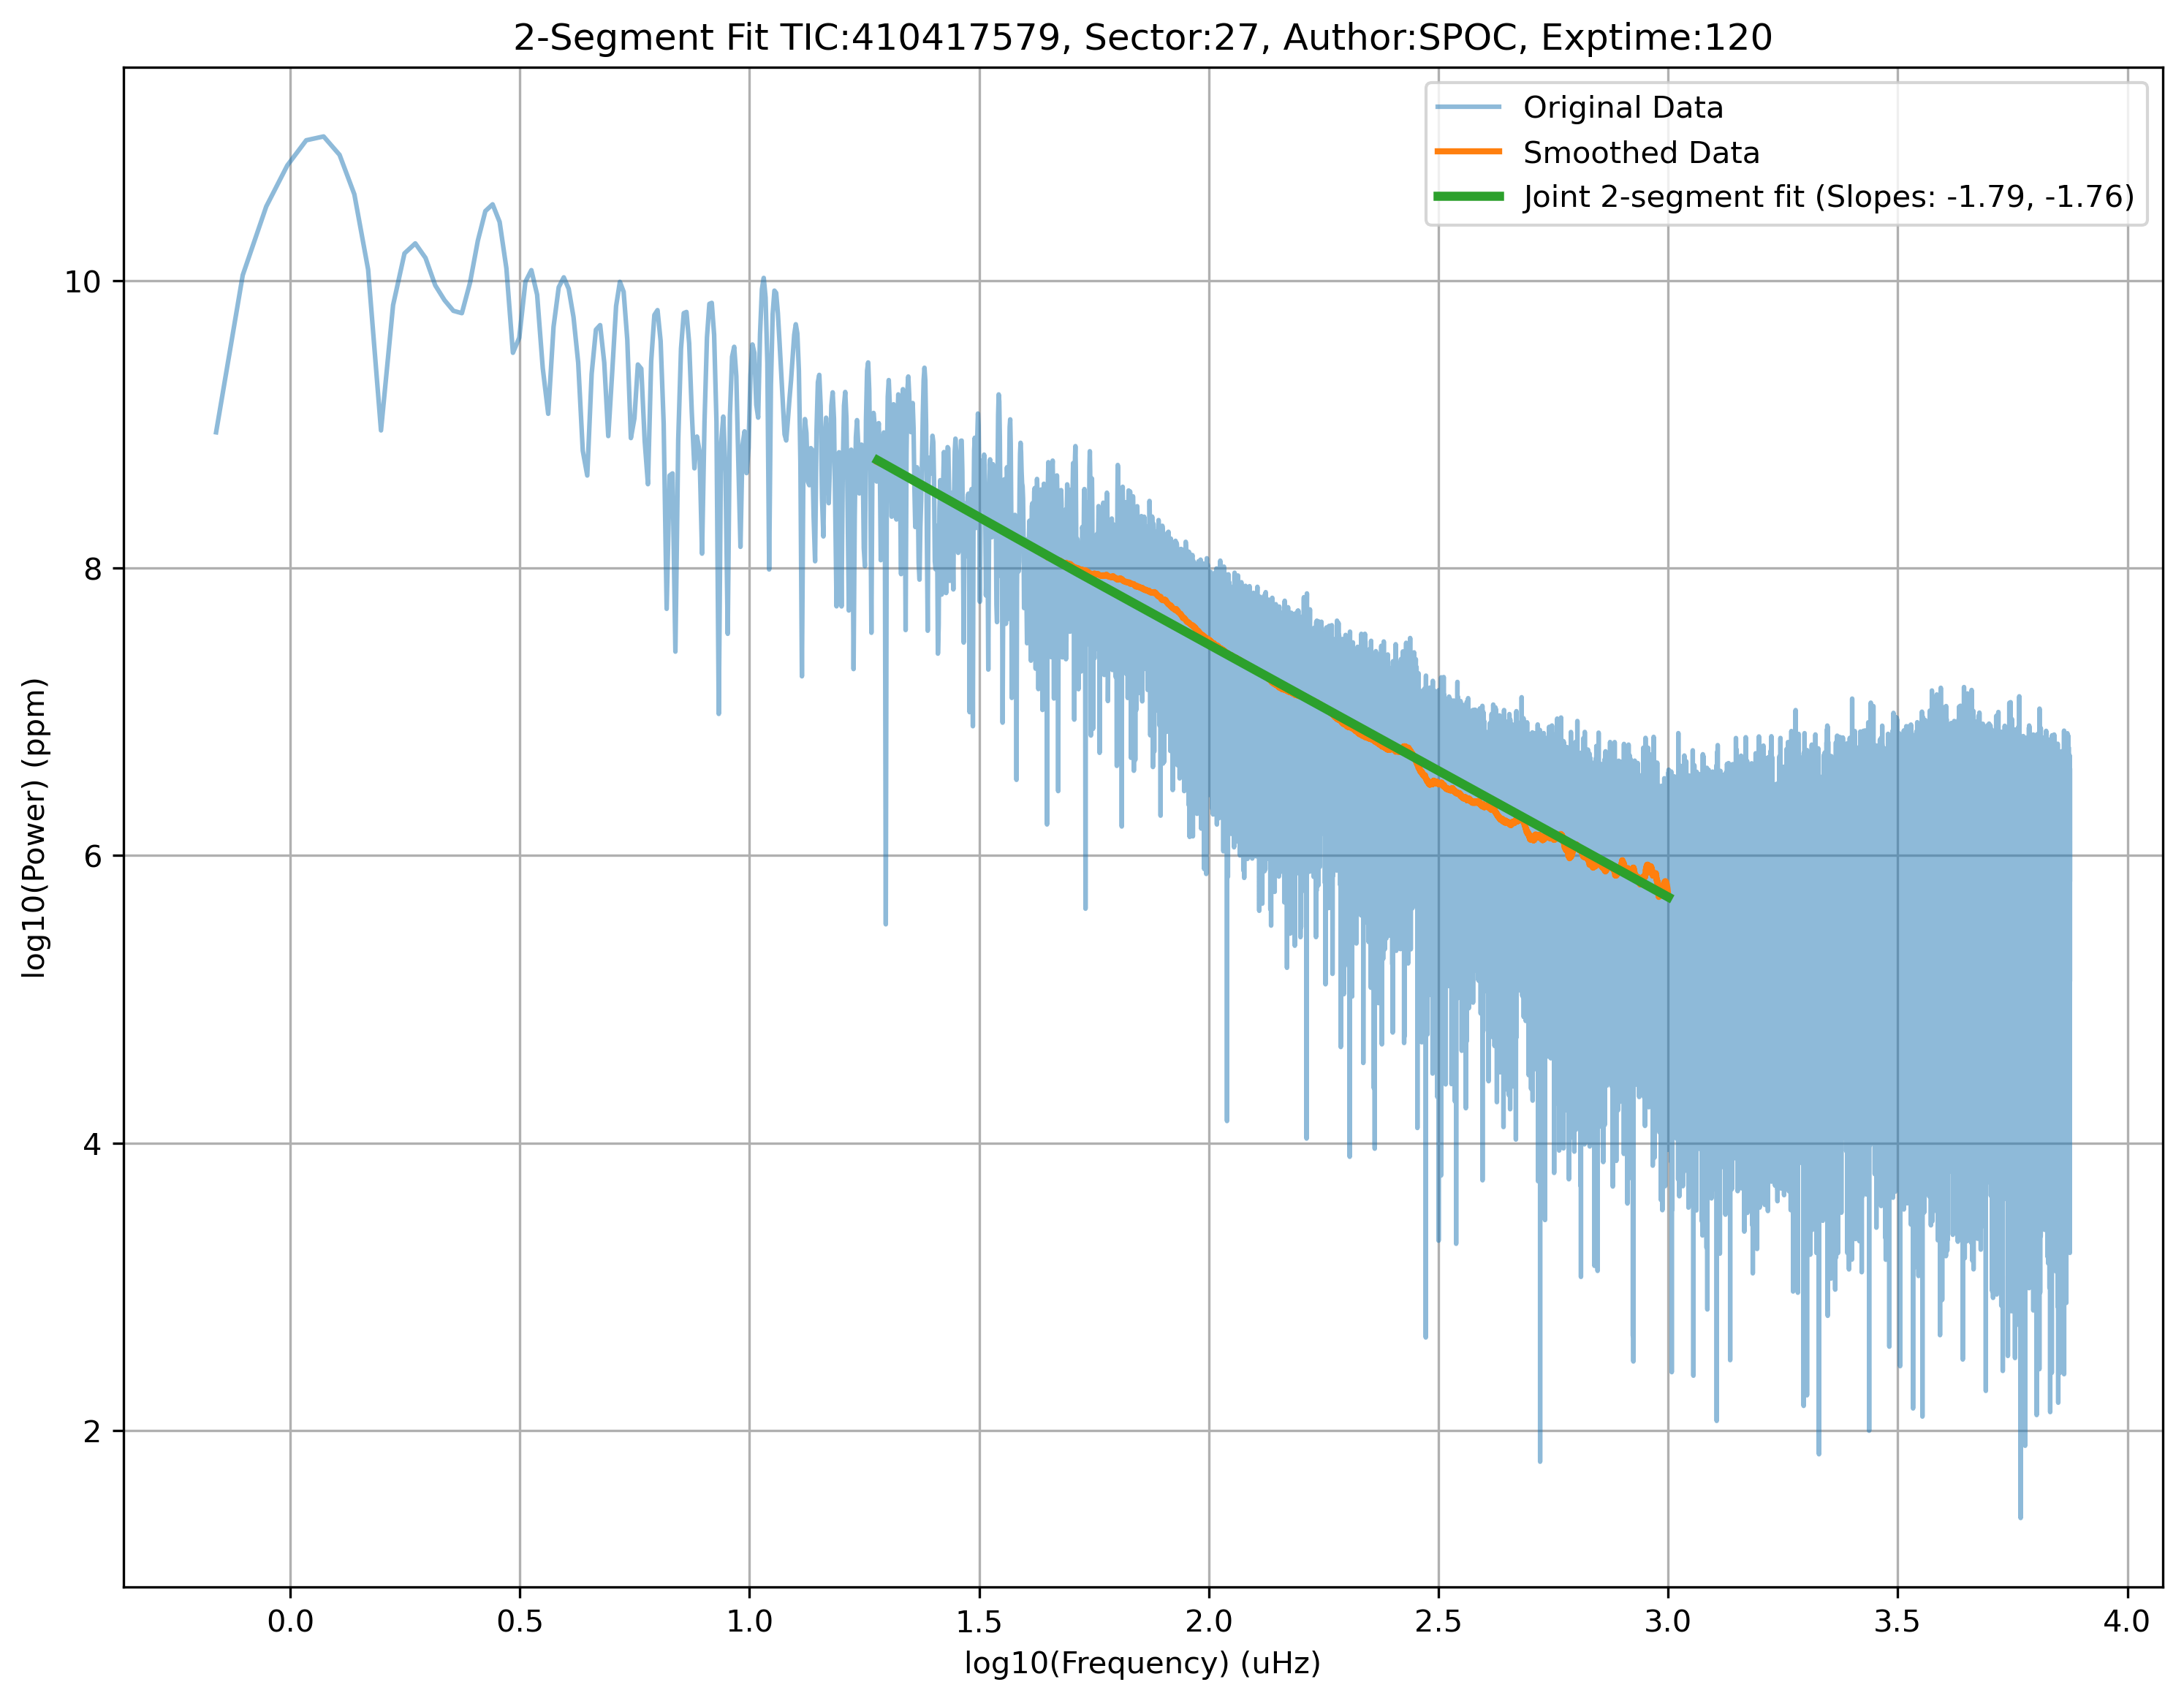 2-Segment Fit TIC:410417579, Sector:27, Author:SPOC, Exptime:120
Original Data
Smoothed Data
Joint 2-segment fit (Slopes: -1.79, -1.76)
log10(Power) (ppm)
10
8
6
4
2
0.0 0.5 1.0 1.5 2.0 2.5 3.0 3.5 4.0
log10(Frequency) (uHz)